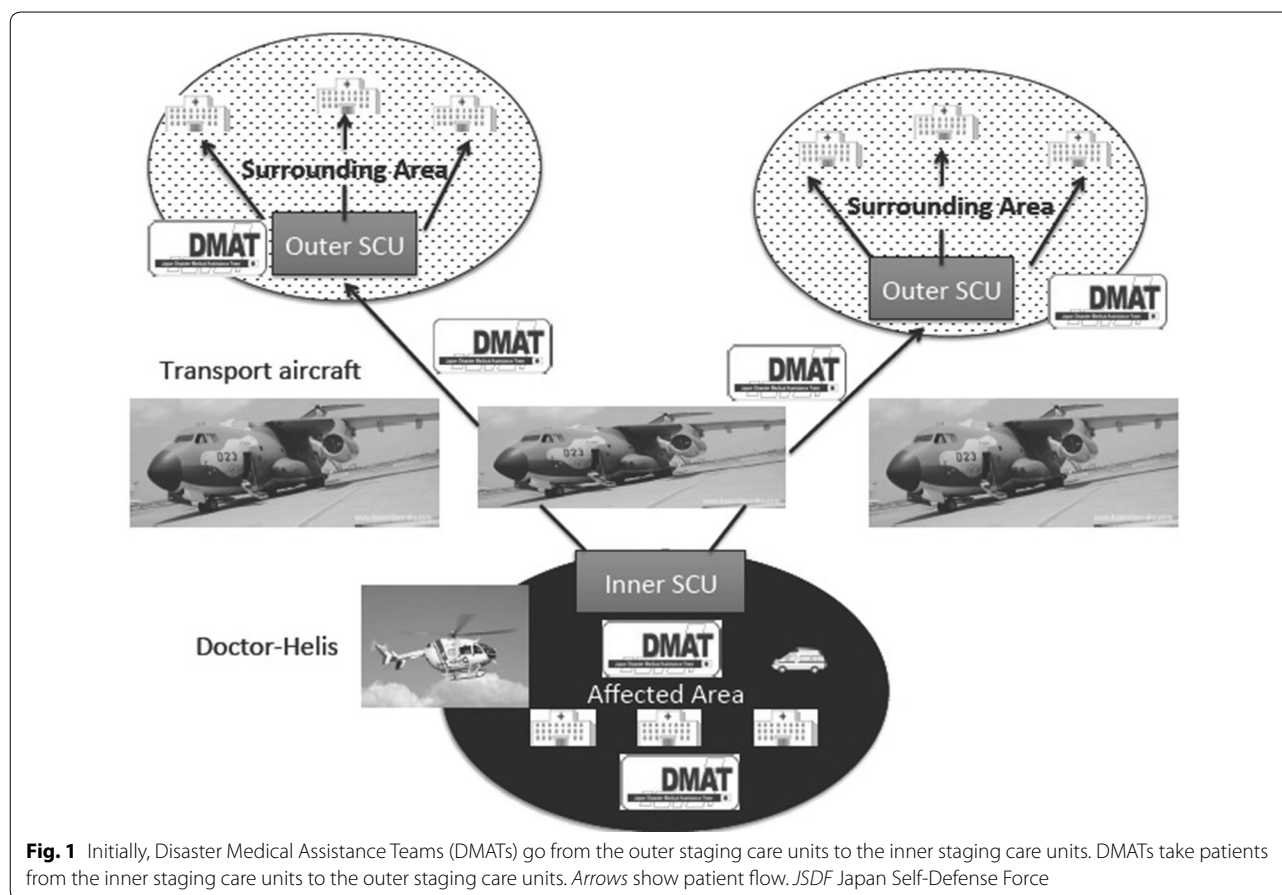 Surrounding Area
DMAT
Japan Disaster Medical Assistance Team
Outer SCU
Surrounding Area
Outer SCU
DMAT
Japan Disaster Medical Assistance Team
DMAT
Japan Disaster Medical Assistance Team
DMAT
Japan Disaster Medical Assistance Team
Transport aircraft
023
023
023
Inner SCU
Doctor-Helis
DMAT
Japan Disaster Medical Assistance Team
Affected Area
DMAT
Japan Disaster Medical Assistance Team
Fig. 1 Initially, Disaster Medical Assistance Teams (DMATs) go from the outer staging care units to the inner staging care units. DMATs take patients
from the inner staging care units to the outer staging care units. Arrows show patient flow. JSDF Japan Self-Defense Force